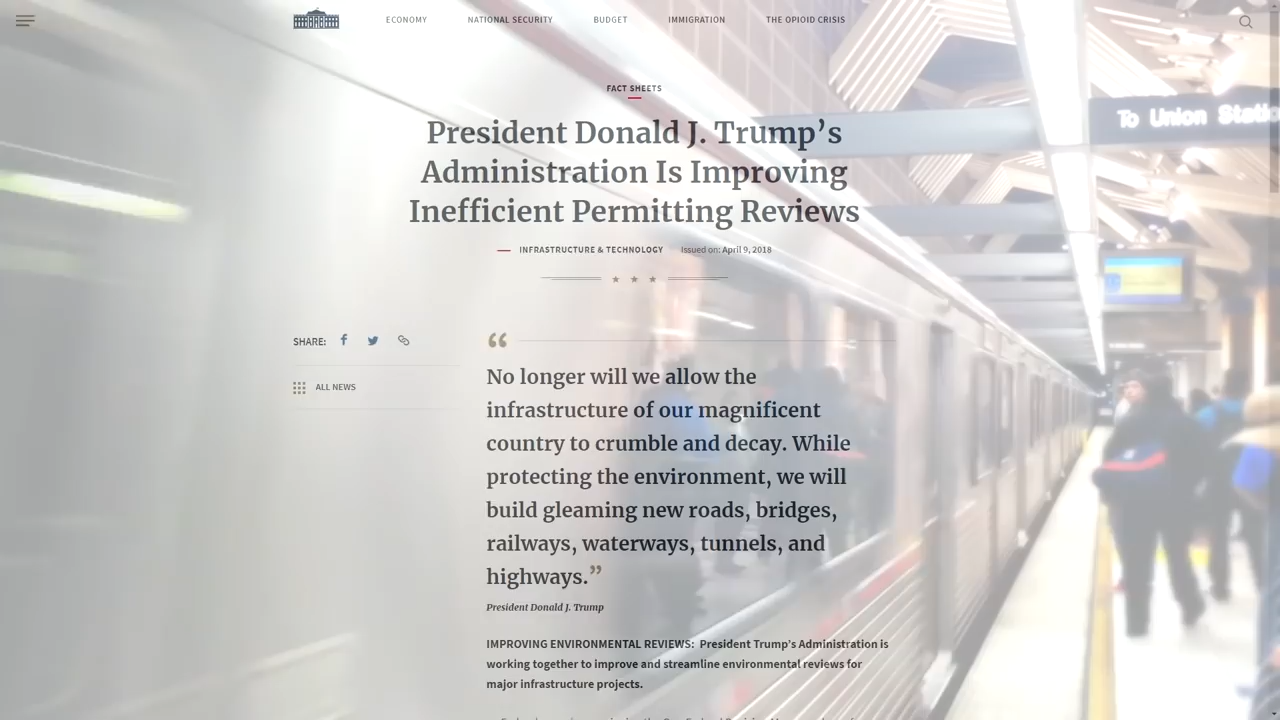 ECONOMY NATIONAL SECURITY BUDGET IMMIGRATION THE OPIOID CRISIS
FACT SHEETS
To Union Statio
President Donald J. Trump’s
Administration Is Improving
Inefficient Permitting Reviews
INFRASTRUCTURE & TECHNOLOGY Issued on: April 9, 2018
SHARE:
ALL NEWS
“
No longer will we allow the
infrastructure of our magnificent
country to crumble and decay. While
protecting the environment, we will
build gleaming new roads, bridges,
railways, waterways, tunnels, and
highways.”
President Donald J. Trump
IMPROVING ENVIRONMENTAL REVIEWS: President Trump’s Administration is
working together to improve and streamline environmental reviews for
major infrastructure projects.